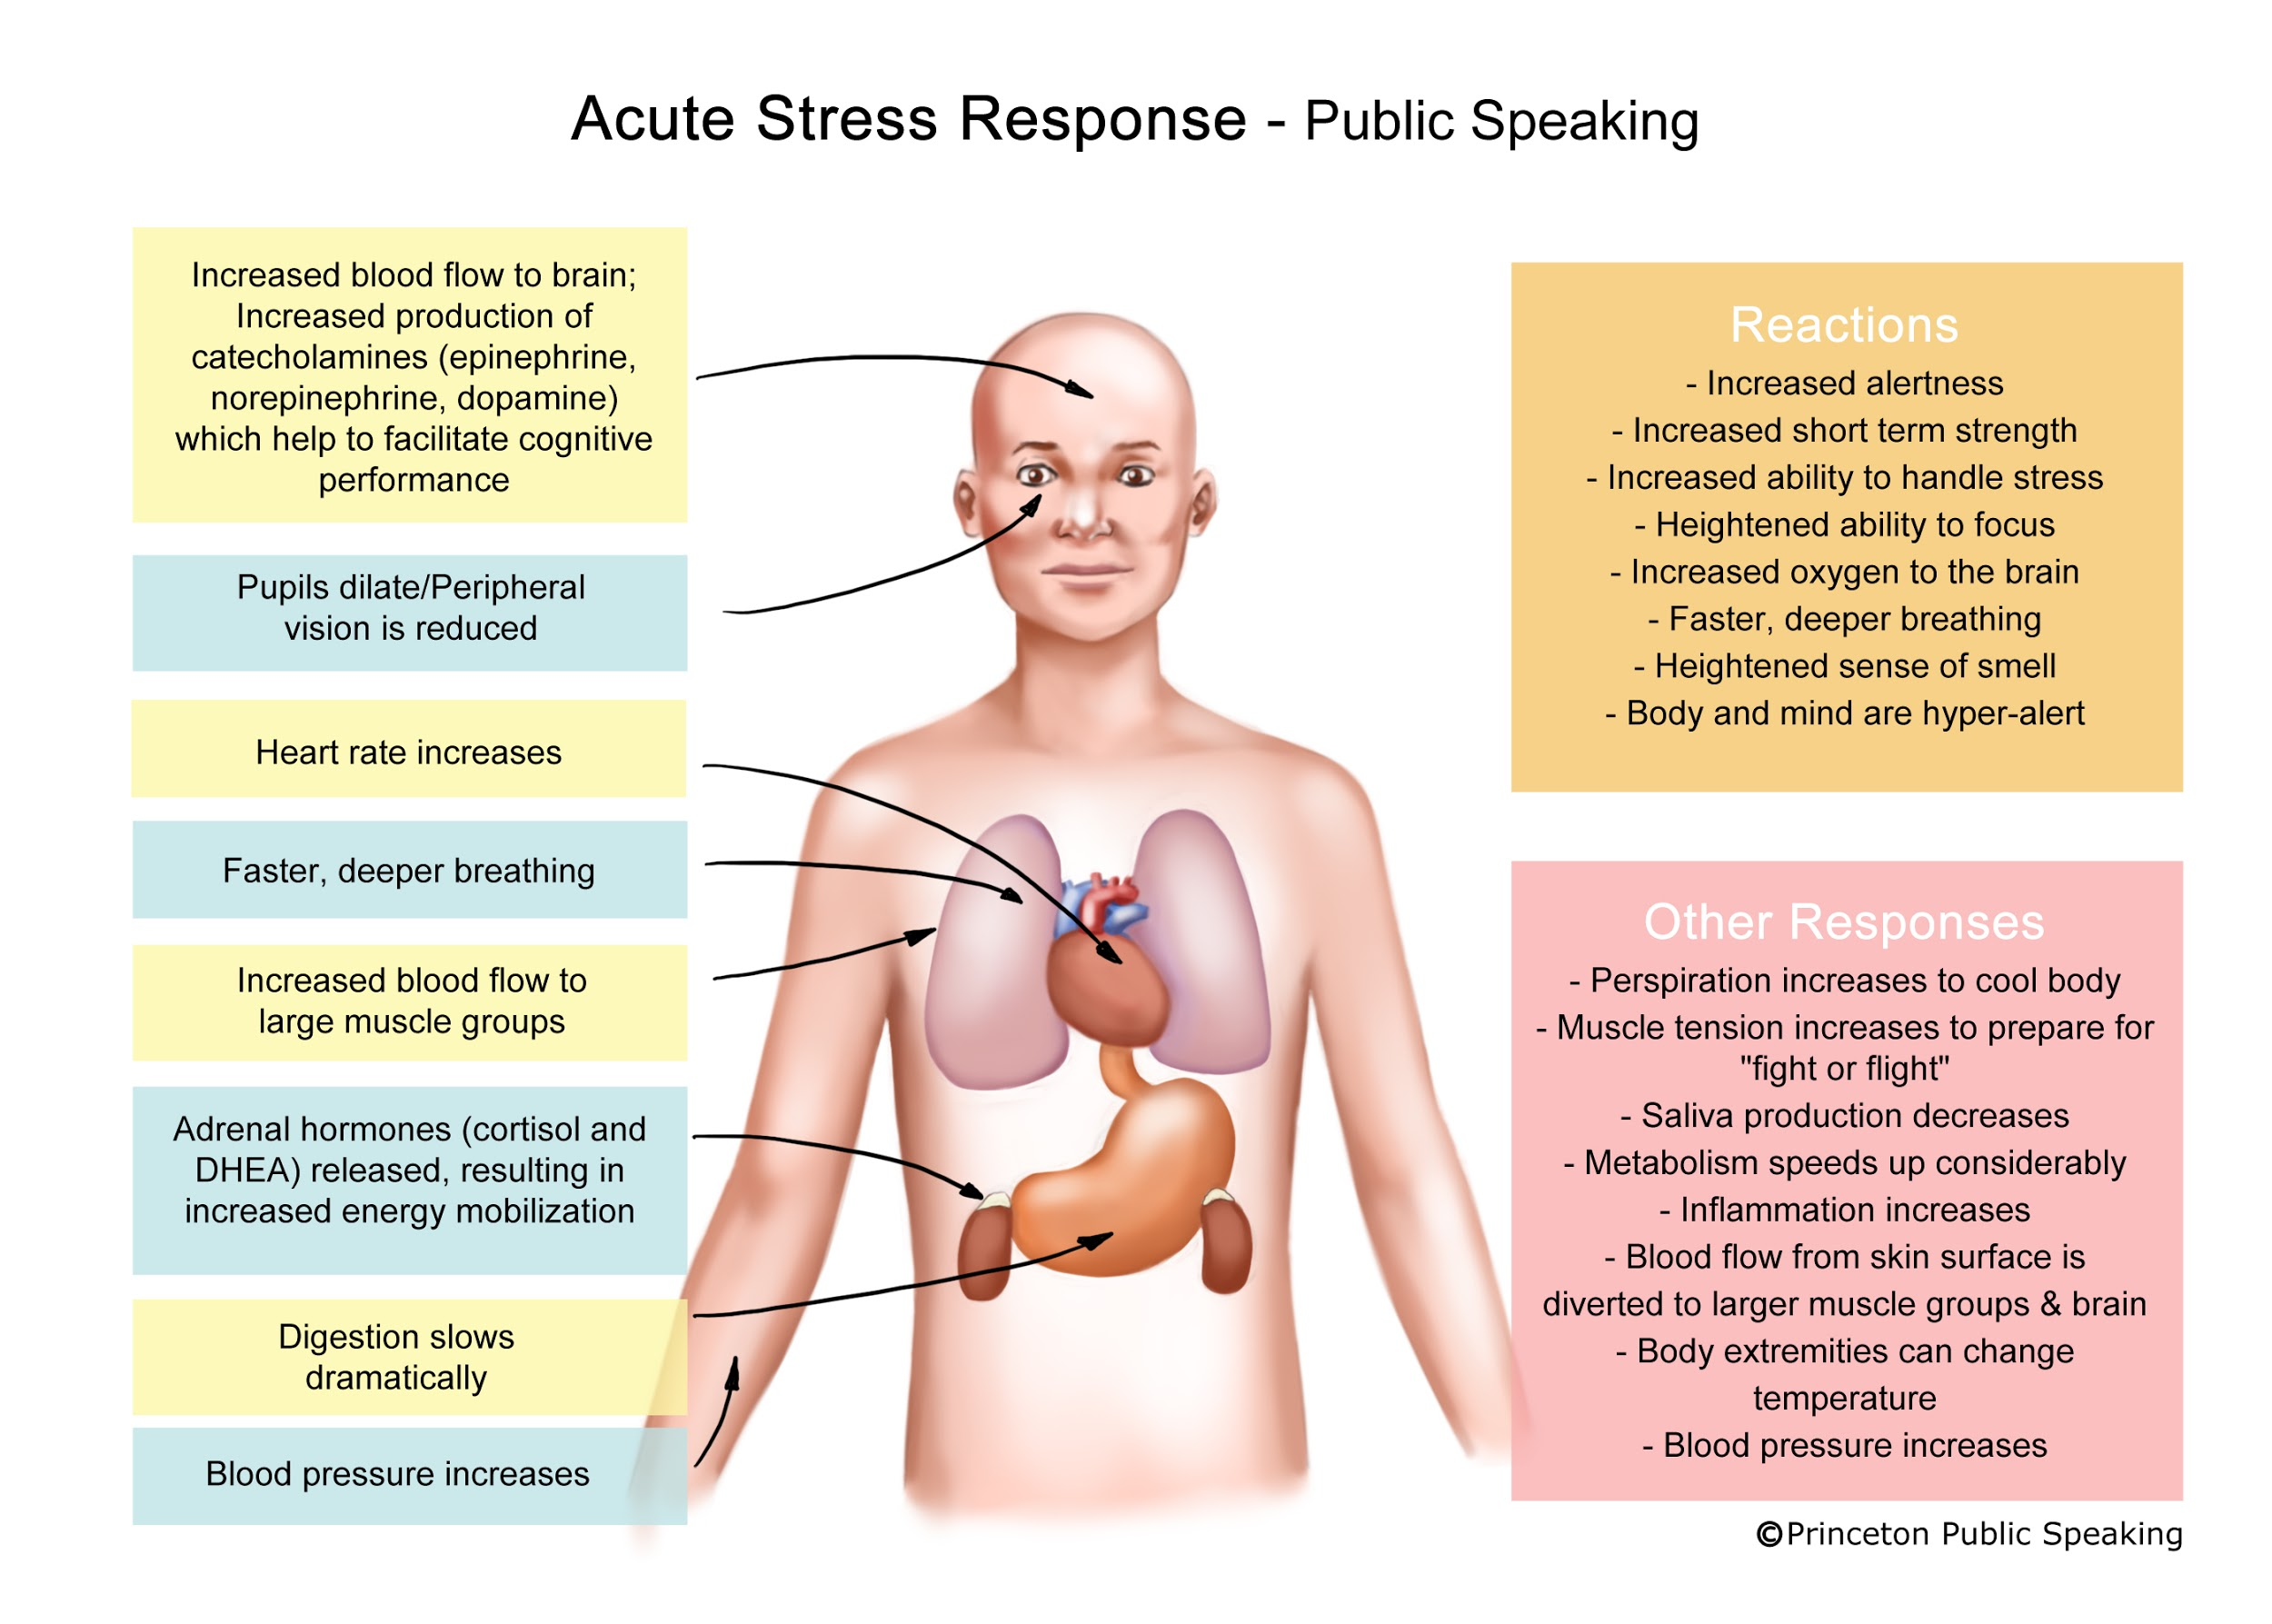 Acute Stress Response - Public Speaking
Increased blood flow to brain;
Increased production of
catecholamines (epinephrine,
norepinephrine, dopamine)
which help to facilitate cognitive
performance
Pupils dilate/Peripheral
vision is reduced
Heart rate increases
Faster, deeper breathing
Increased blood flow to
large muscle groups
Adrenal hormones (cortisol and
DHEA) released, resulting in
increased energy mobilization
Digestion slows
dramatically
Blood pressure increases
Reactions
- Increased alertness
- Increased short term strength
- Increased ability to handle stress
- Heightened ability to focus
- Increased oxygen to the brain
- Faster, deeper breathing
- Heightened sense of smell
- Body and mind are hyper-alert
Other Responses
- Perspiration increases to cool body
- Muscle tension increases to prepare for
"fight or flight"
- Saliva production decreases
- Metabolism speeds up considerably
- Inflammation increases
- Blood flow from skin surface is
diverted to larger muscle groups & brain
- Body extremities can change
temperature
- Blood pressure increases
©Princeton Public Speaking